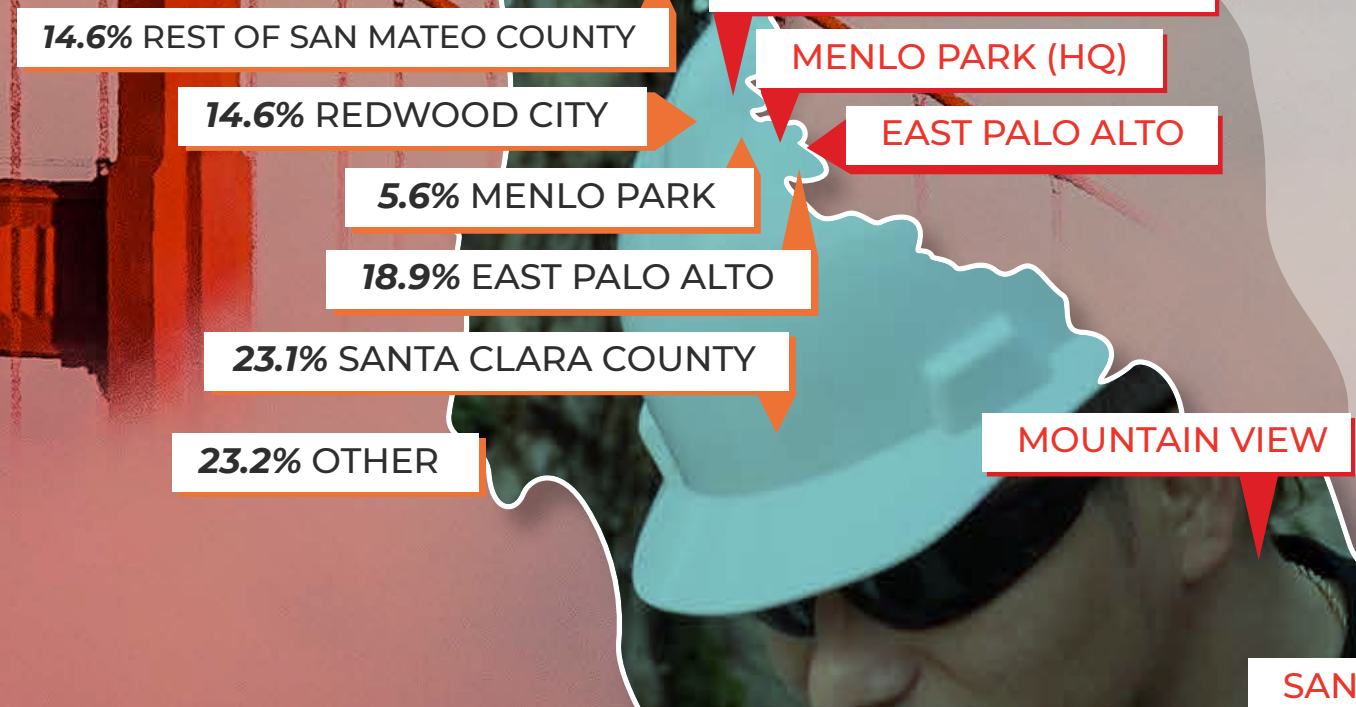 14.6% REST OF SAN MATEO COUNTY
MENLO PARK (HQ)
14.6% REDWOOD CITY
EAST PALO ALTO
5.6% MENLO PARK
18.9% EAST PALO ALTO
23.1% SANTA CLARA COUNTY
MOUNTAIN VIEW
23.2% OTHER
SAN